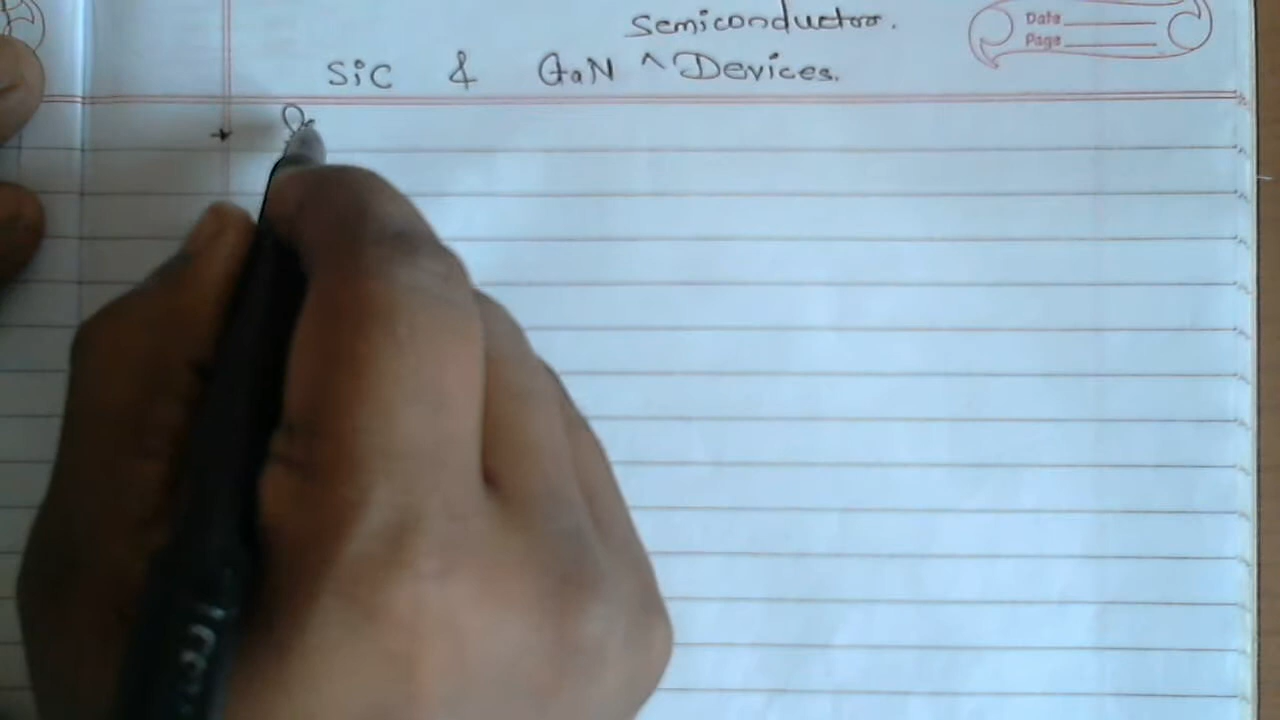 Semiconductor.
SiC & GaN ^ Devices.
Date
Page